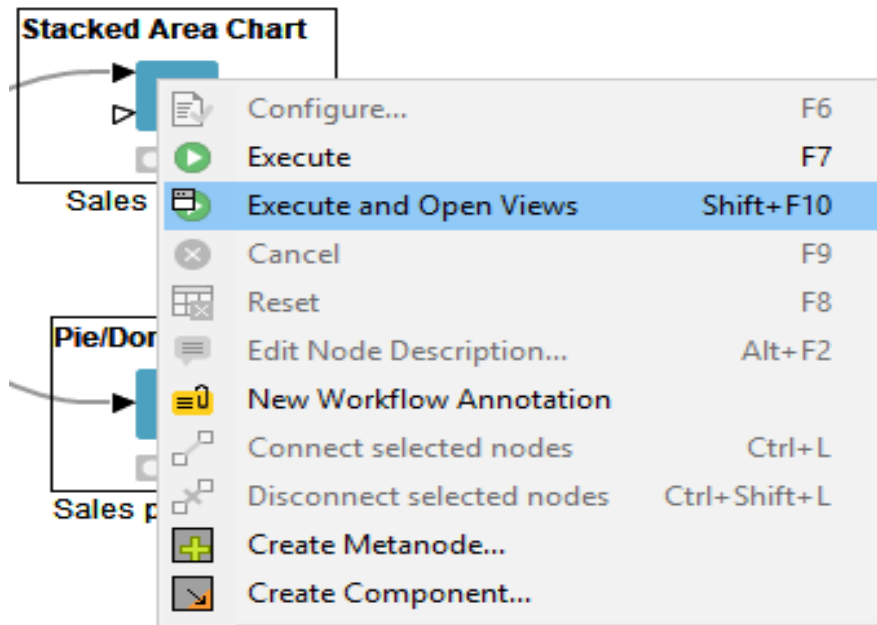 Stacked Area Chart
Configure... F6
Execute F7
Sales
Execute and Open Views Shift+F10
Cancel F9
Reset F8
Pie/Dor
Edit Node Description... Alt+F2
New Workflow Annotation
Connect selected nodes Ctrl+L
Disconnect selected nodes Ctrl+Shift+L
Sales p
Create Metanode...
Create Component...